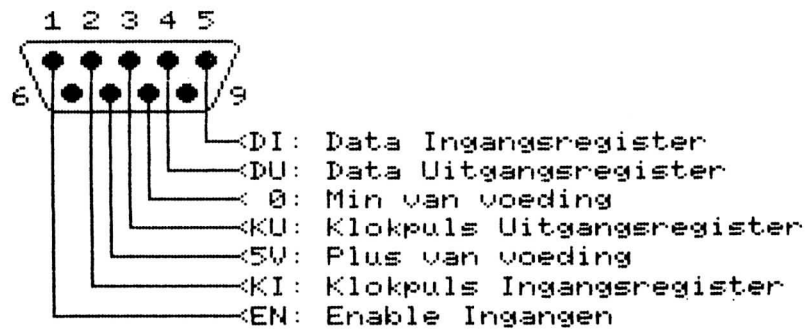 1 2 3 4 5
6 9
<DI: Data Ingangsregister
<DU: Data Uitgangsregister
< 0: Min van voeding
<KU: Klokpuls Uitgangsregister
<5V: Plus van voeding
<KI: Klokpuls Ingangsregister
<EN: Enable Ingangen